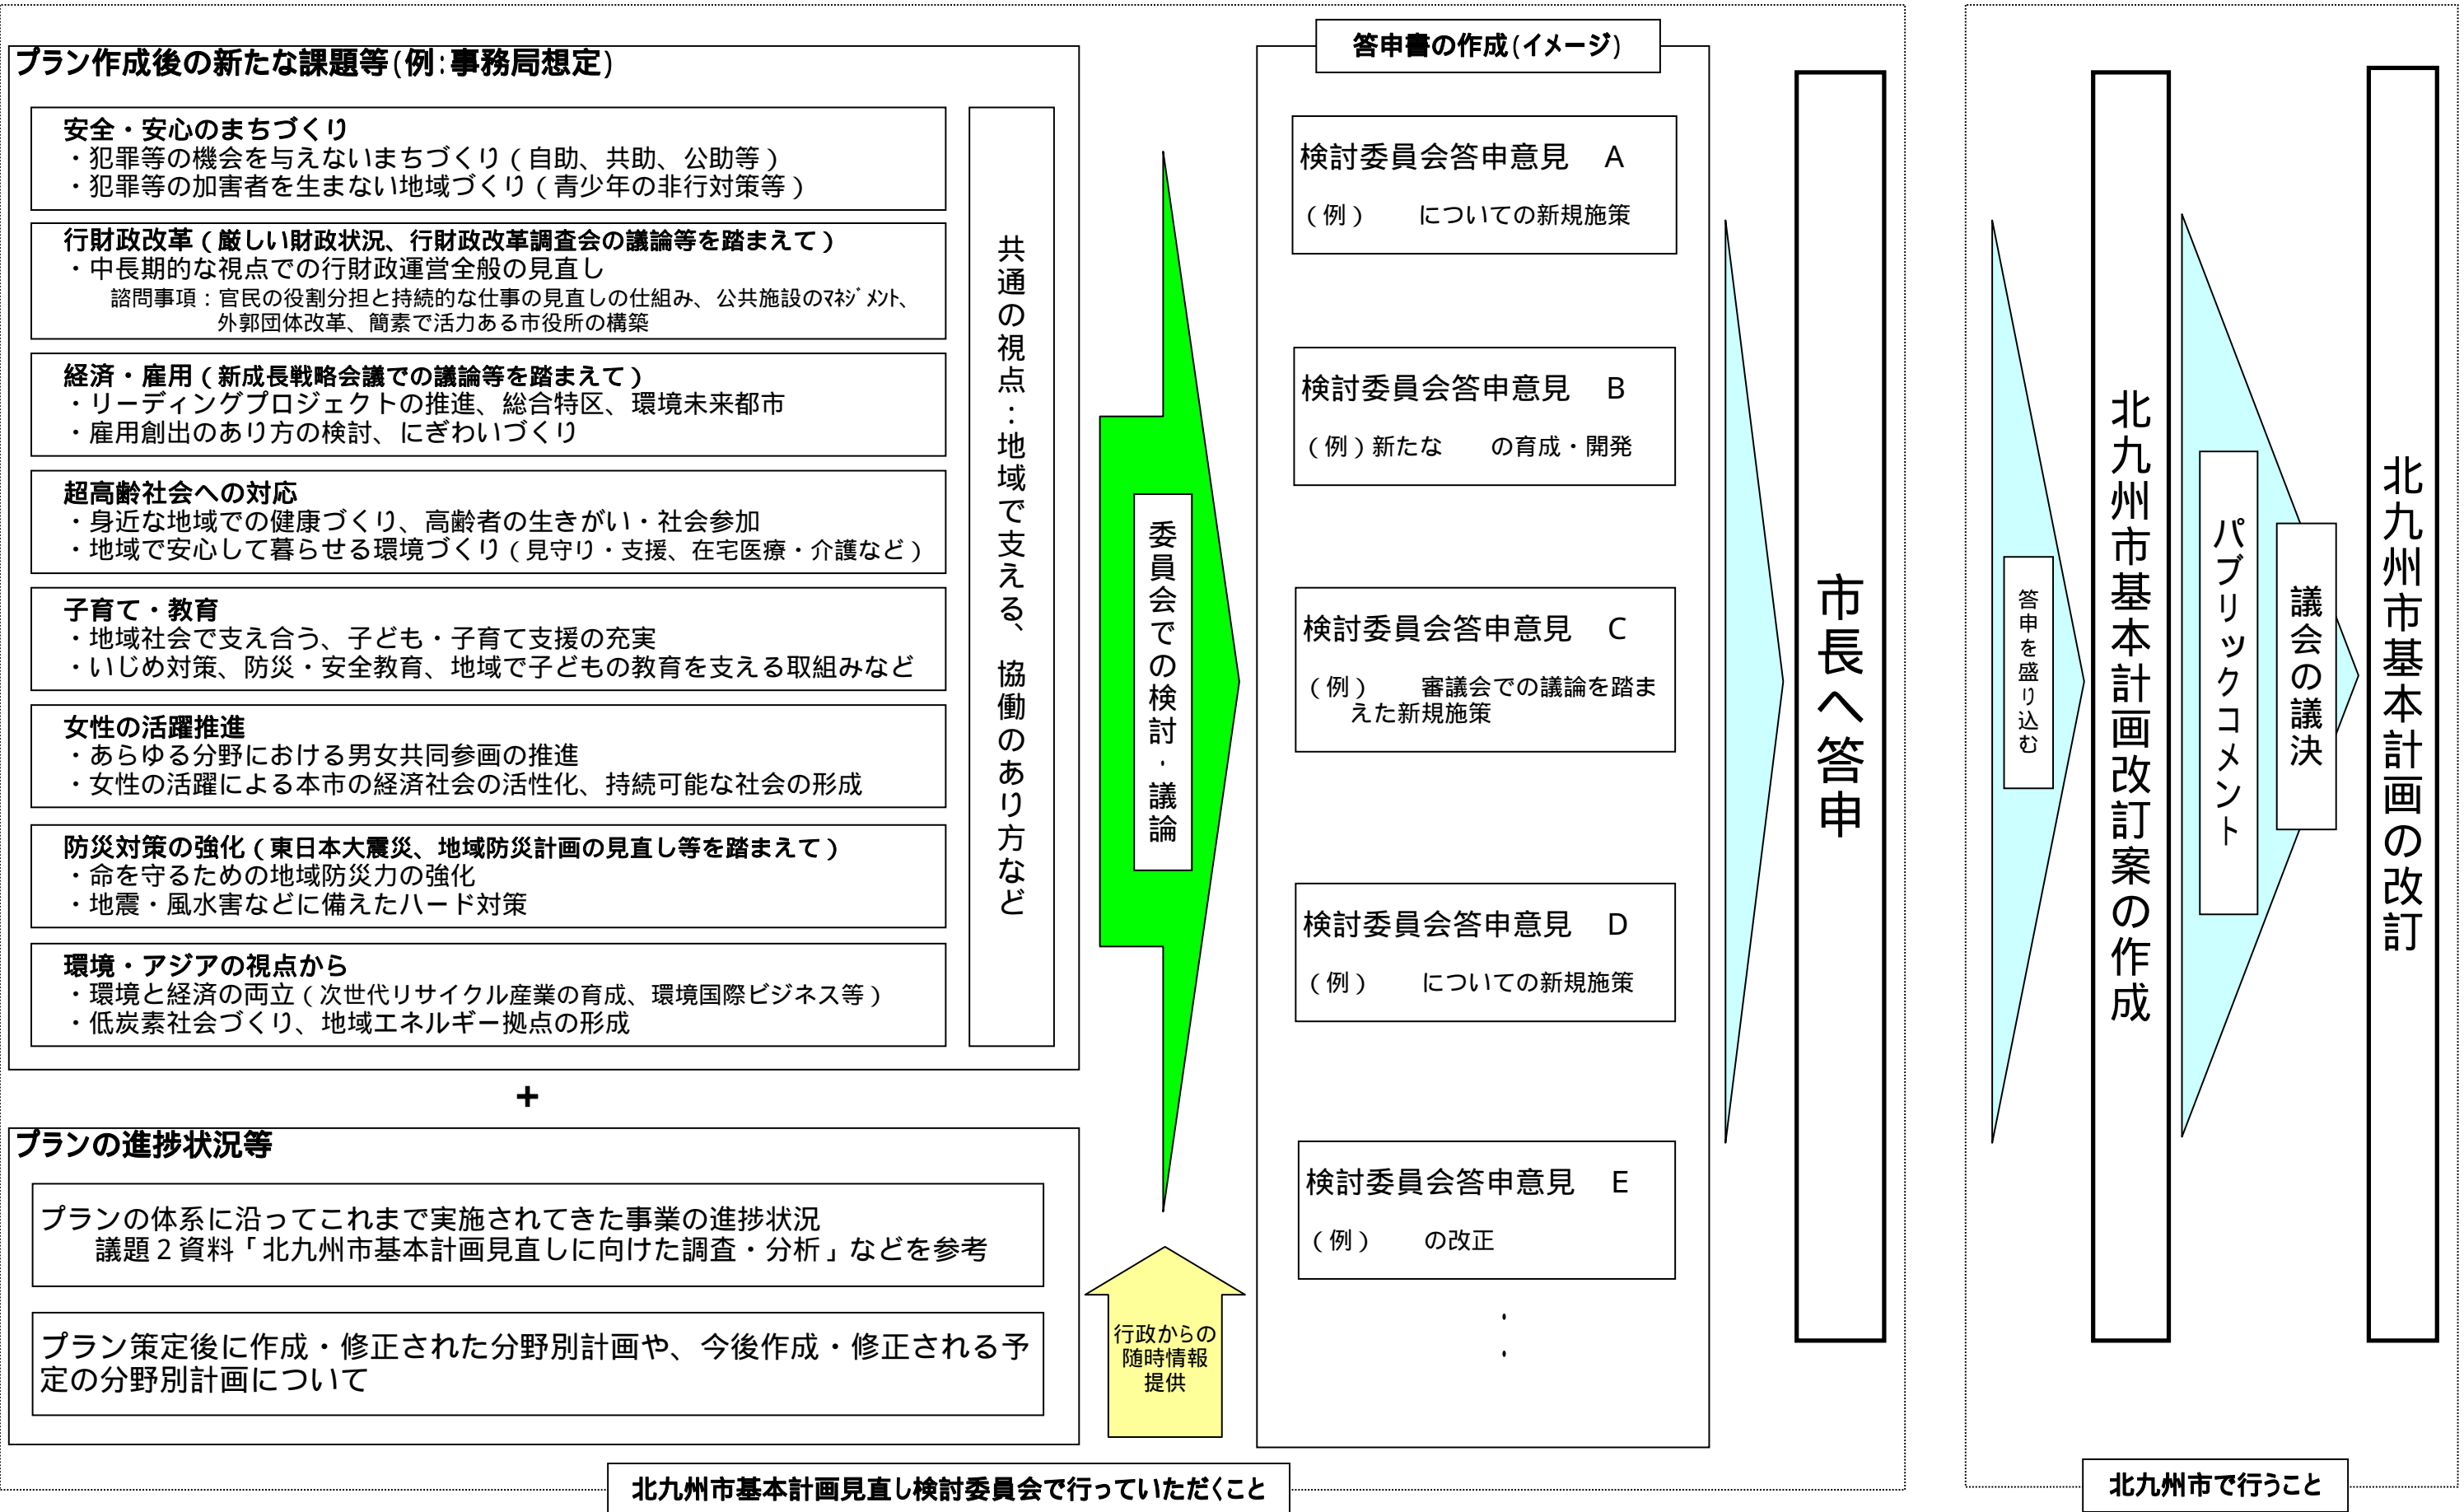 プラン作成後の新たな課題等(例:事務局想定)
安全・安心のまちづくり
・犯罪等の機会を与えないまちづくり(自助、共助、公助等)
・犯罪等の加害者を生まない地域づくり(青少年の非行対策等)
行財政改革(厳しい財政状況、行財政改革調査会の議論等を踏まえて)
・中長期的な視点での行財政運営全般の見直し
諮問事項:官民の役割分担と持続的な仕事の見直しの仕組み、公共施設のﾏﾈｼﾞﾒﾝﾄ、
外郭団体改革、簡素で活力ある市役所の構築
経済・雇用(新成長戦略会議での議論等を踏まえて)
・リーディングプロジェクトの推進、総合特区、環境未来都市
・雇用創出のあり方の検討、にぎわいづくり
超高齢社会への対応
・身近な地域での健康づくり、高齢者の生きがい・社会参加
・地域で安心して暮らせる環境づくり(見守り・支援、在宅医療・介護など)
子育て・教育
・地域社会で支え合う、子ども・子育て支援の充実
・いじめ対策、防災・安全教育、地域で子どもの教育を支える取組みなど
女性の活躍推進
・あらゆる分野における男女共同参画の推進
・女性の活躍による本市の経済社会の活性化、持続可能な社会の形成
防災対策の強化(東日本大震災、地域防災計画の見直し等を踏まえて)
・命を守るための地域防災力の強化
・地震・風水害などに備えたハード対策
環境・アジアの視点から
・環境と経済の両立(次世代リサイクル産業の育成、環境国際ビジネス等)
・低炭素社会づくり、地域エネルギー拠点の形成
共通の視点:地域で支える、協働のあり方など
+
プランの進捗状況等
プランの体系に沿ってこれまで実施されてきた事業の進捗状況
議題2資料「北九州市基本計画見直しに向けた調査・分析」などを参考
プラン策定後に作成・修正された分野別計画や、今後作成・修正される予
定の分野別計画について
委員会での検討・議論
行政からの
随時情報
提供
答申書の作成(イメージ)
検討委員会答申意見 A
(例) についての新規施策
検討委員会答申意見 B
(例)新たな の育成・開発
検討委員会答申意見 C
(例) 審議会での議論を踏ま
えた新規施策
検討委員会答申意見 D
(例) についての新規施策
検討委員会答申意見 E
(例) の改正
・
・
市長へ答申
北九州市基本計画見直し検討委員会で行っていただくこと
答申を盛り込む
北九州市基本計画改訂案の作成
パブリックコメント
議会の議決
北九州市基本計画の改訂
北九州市で行うこと